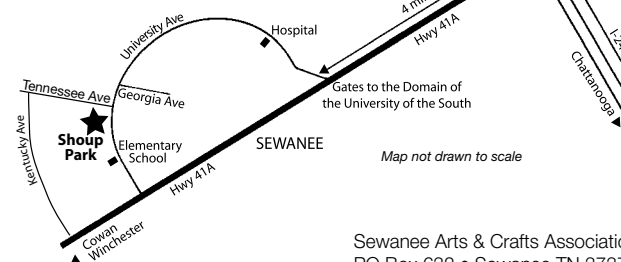 4
Hwy 41A
University Ave
Hospital
Chattanooga
Gates to the Domain of
the University of the South
Tennessee Ave
Georgia Ave
Kentucky Ave
Shoup
Park
Elementary
School
SEWANEE
Map not drawn to scale
Hwy 41A
Cowan
Winchester
Sewanee Arts & Crafts